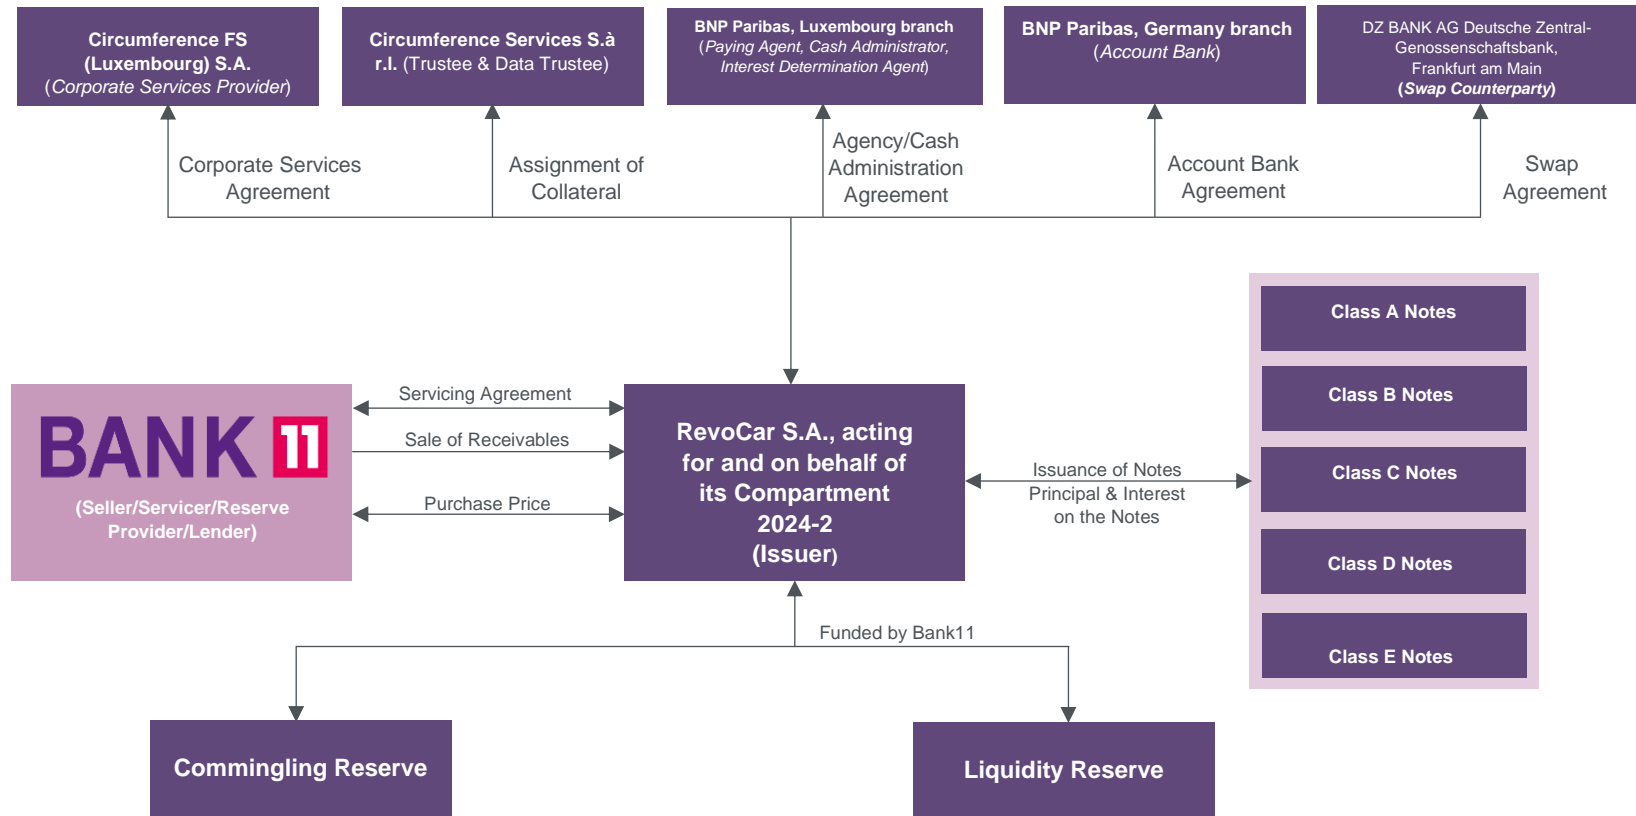 Circumference FS
(Luxembourg) S.A.
(Corporate Services Provider)
Circumference Services S.à
r.l. (Trustee & Data Trustee)
BNP Paribas, Luxembourg branch
(Paying Agent, Cash Administrator,
Interest Determination Agent)
BNP Paribas, Germany branch
(Account Bank)
DZ BANK AG Deutsche Zentral-
Genossenschaftsbank,
Frankfurt am Main
(Swap Counterparty)
Corporate Services
Agreement
Assignment of
Collateral
Agency/Cash
Administration
Agreement
Account Bank
Agreement
Swap
Agreement
BANK 11
(Seller/Servicer/Reserve
Provider/Lender)
Servicing Agreement
Sale of Receivables
Purchase Price
RevoCar S.A., acting
for and on behalf of
its Compartment
2024-2
(Issuer)
Issuance of Notes
Principal & Interest
on the Notes
Class A Notes
Class B Notes
Class C Notes
Class D Notes
Class E Notes
Funded by Bank11
Commingling Reserve
Liquidity Reserve